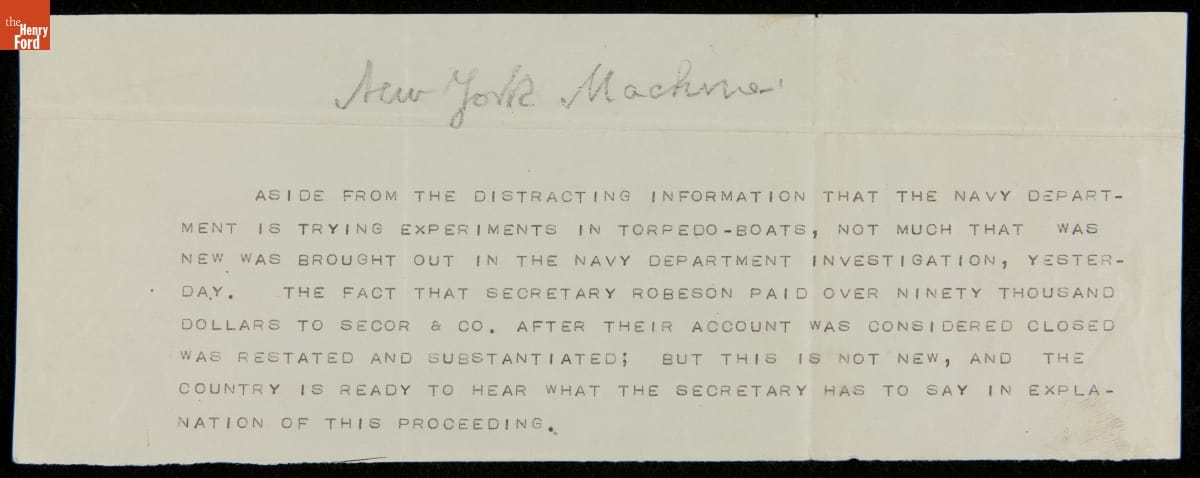 the
Henry
Ford
New York Machine
ASIDE FROM THE DISTRACTING INFORMATION THAT THE NAVY DEPART-
MENT IS TRYING EXPERIMENTS IN TORPEDO-BOATS, NOT MUCH THAT WAS
NEW WAS BROUGHT OUT IN THE NAVY DEPARTMENT INVESTIGATION, YESTER-
DAY. THE FACT THAT SECRETARY ROBESON PAID OVER NINETY THOUSAND
DOLLARS TO SECOR & CO. AFTER THEIR ACCOUNT WAS CONSIDERED CLOSED
WAS RESTATED AND SUBSTANTIATED; BUT THIS IS NOT NEW, AND THE
COUNTRY IS READY TO HEAR WHAT THE SECRETARY HAS TO SAY IN EXPLA-
NATION OF THIS PROCEEDING.